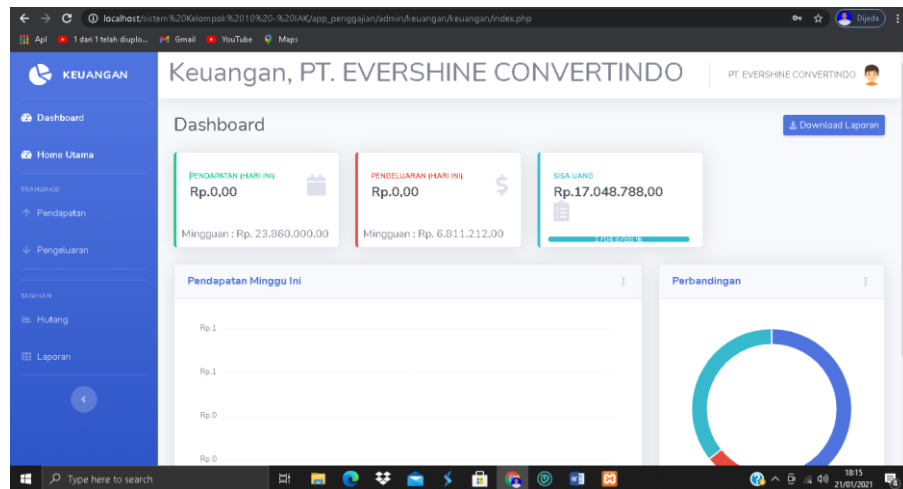 localhost/sistem%20Kelompok%2010%20-%20IAK/app_penggajian/admin/keuangan/keuangan/index.php
Dijeda
Apl
1 dari 1 telah diuplo...
Gmail
YouTube
Maps
KEUANGAN
Keuangan, PT. EVERSHINE CONVERTINDO
PT. EVERSHINE CONVERTINDO
Dashboard
Home Utama
TRANSAKSI
Pendapatan
Pengeluaran
TAGIHAN
Hutang
Laporan
Dashboard
Download Laporan
PENDAPATAN (HARI INI)
Rp.0,00
Mingguan : Rp. 23.860.000,00
PENGELUARAN (HARI INI)
Rp.0,00
Mingguan : Rp. 6.811.212,00
SISA UANG
Rp.17.048.788,00
1704.8788 %
Pendapatan Minggu Ini
Rp.1
Rp.1
Rp.0
Rp.0
Perbandingan
Type here to search
18:15
21/01/2021